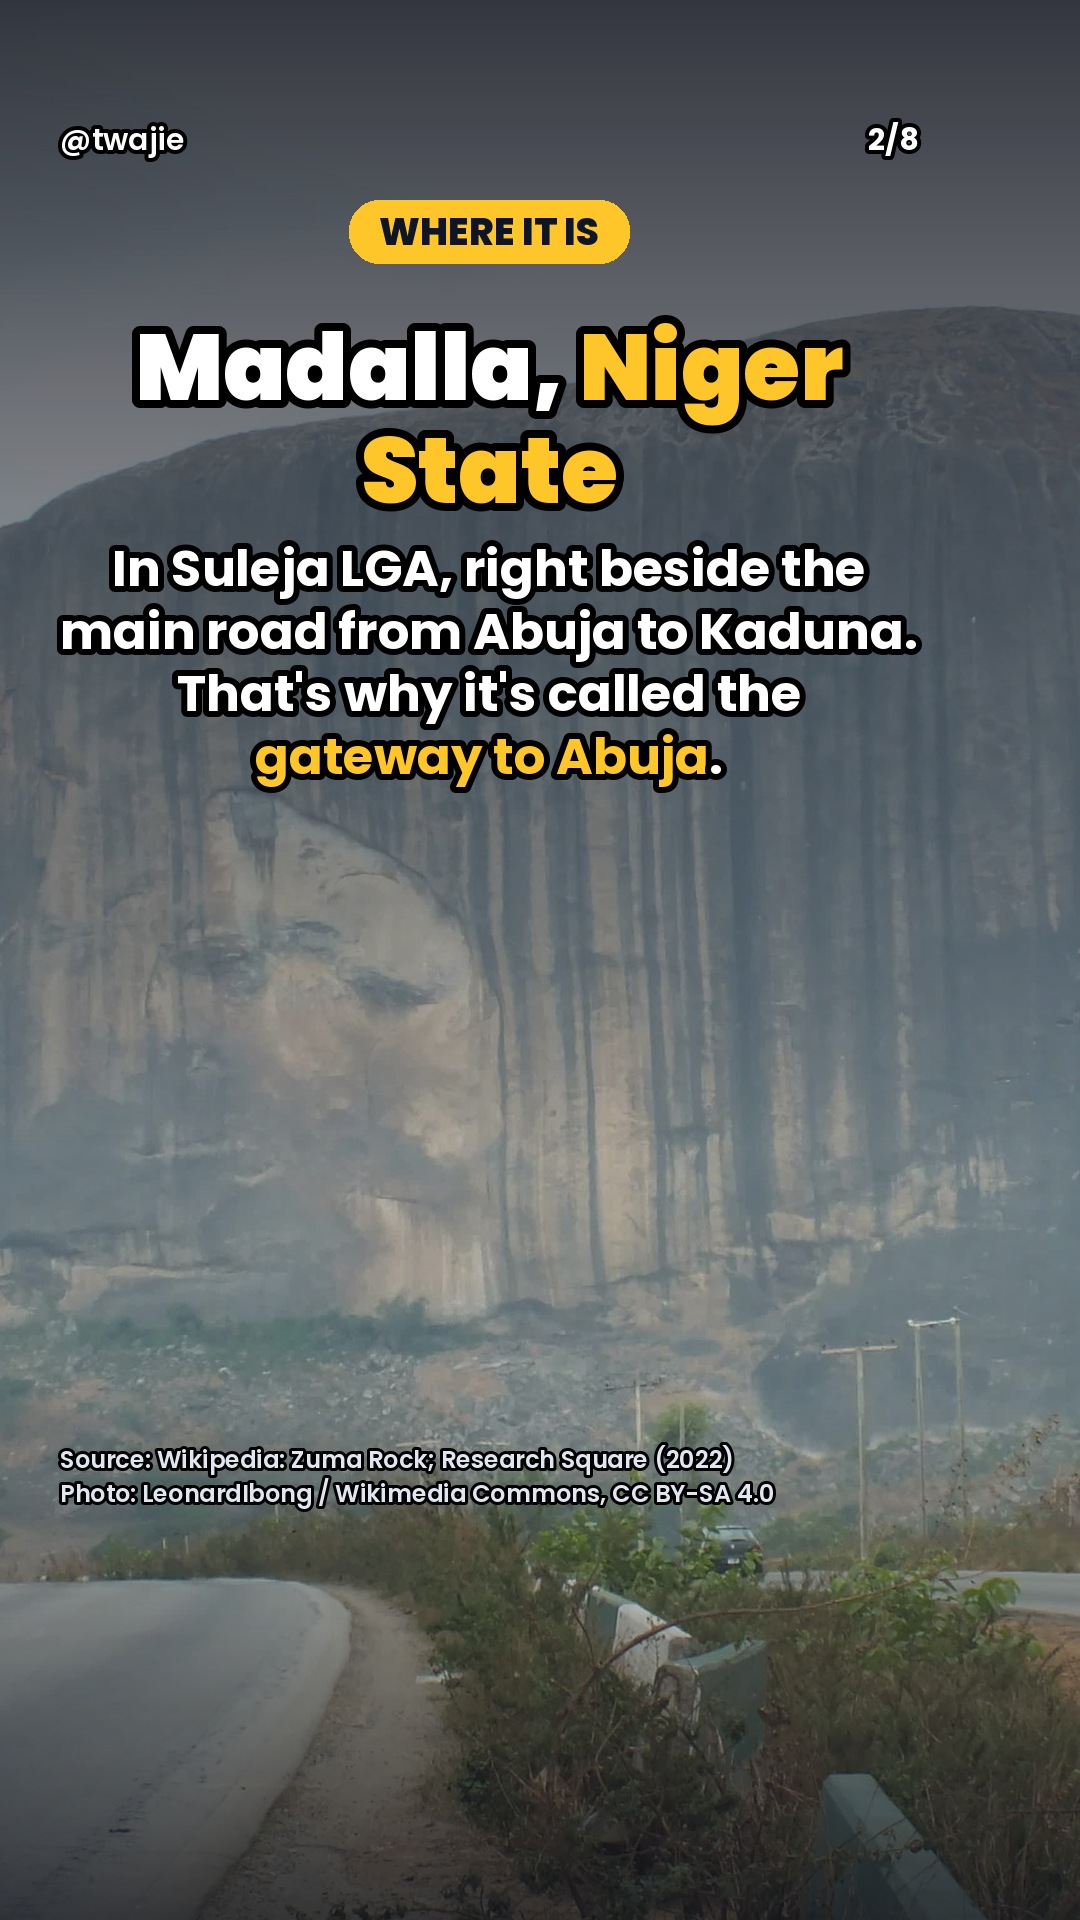 @twajie
2/8
WHERE IT IS
Madalla, Niger
State
In Suleja LGA, right beside the
main road from Abuja to Kaduna.
That's why it's called the
gateway to Abuja.
Source: Wikipedia: Zuma Rock; Research Square (2022)
Photo: LeonardIbong / Wikimedia Commons, CC BY-SA 4.0